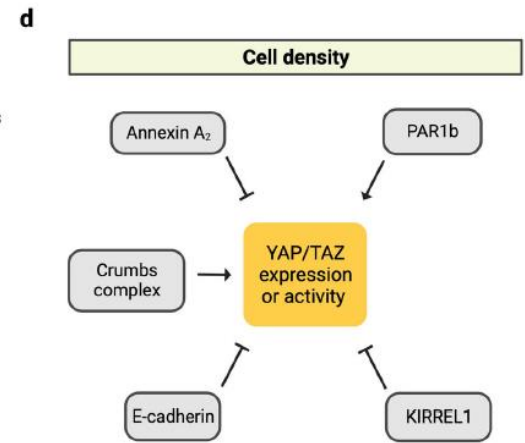 d
Cell density
Annexin A₂
PAR1b
YAP/TAZ
expression
or activity
Crumbs
complex
E-cadherin
KIRREL1